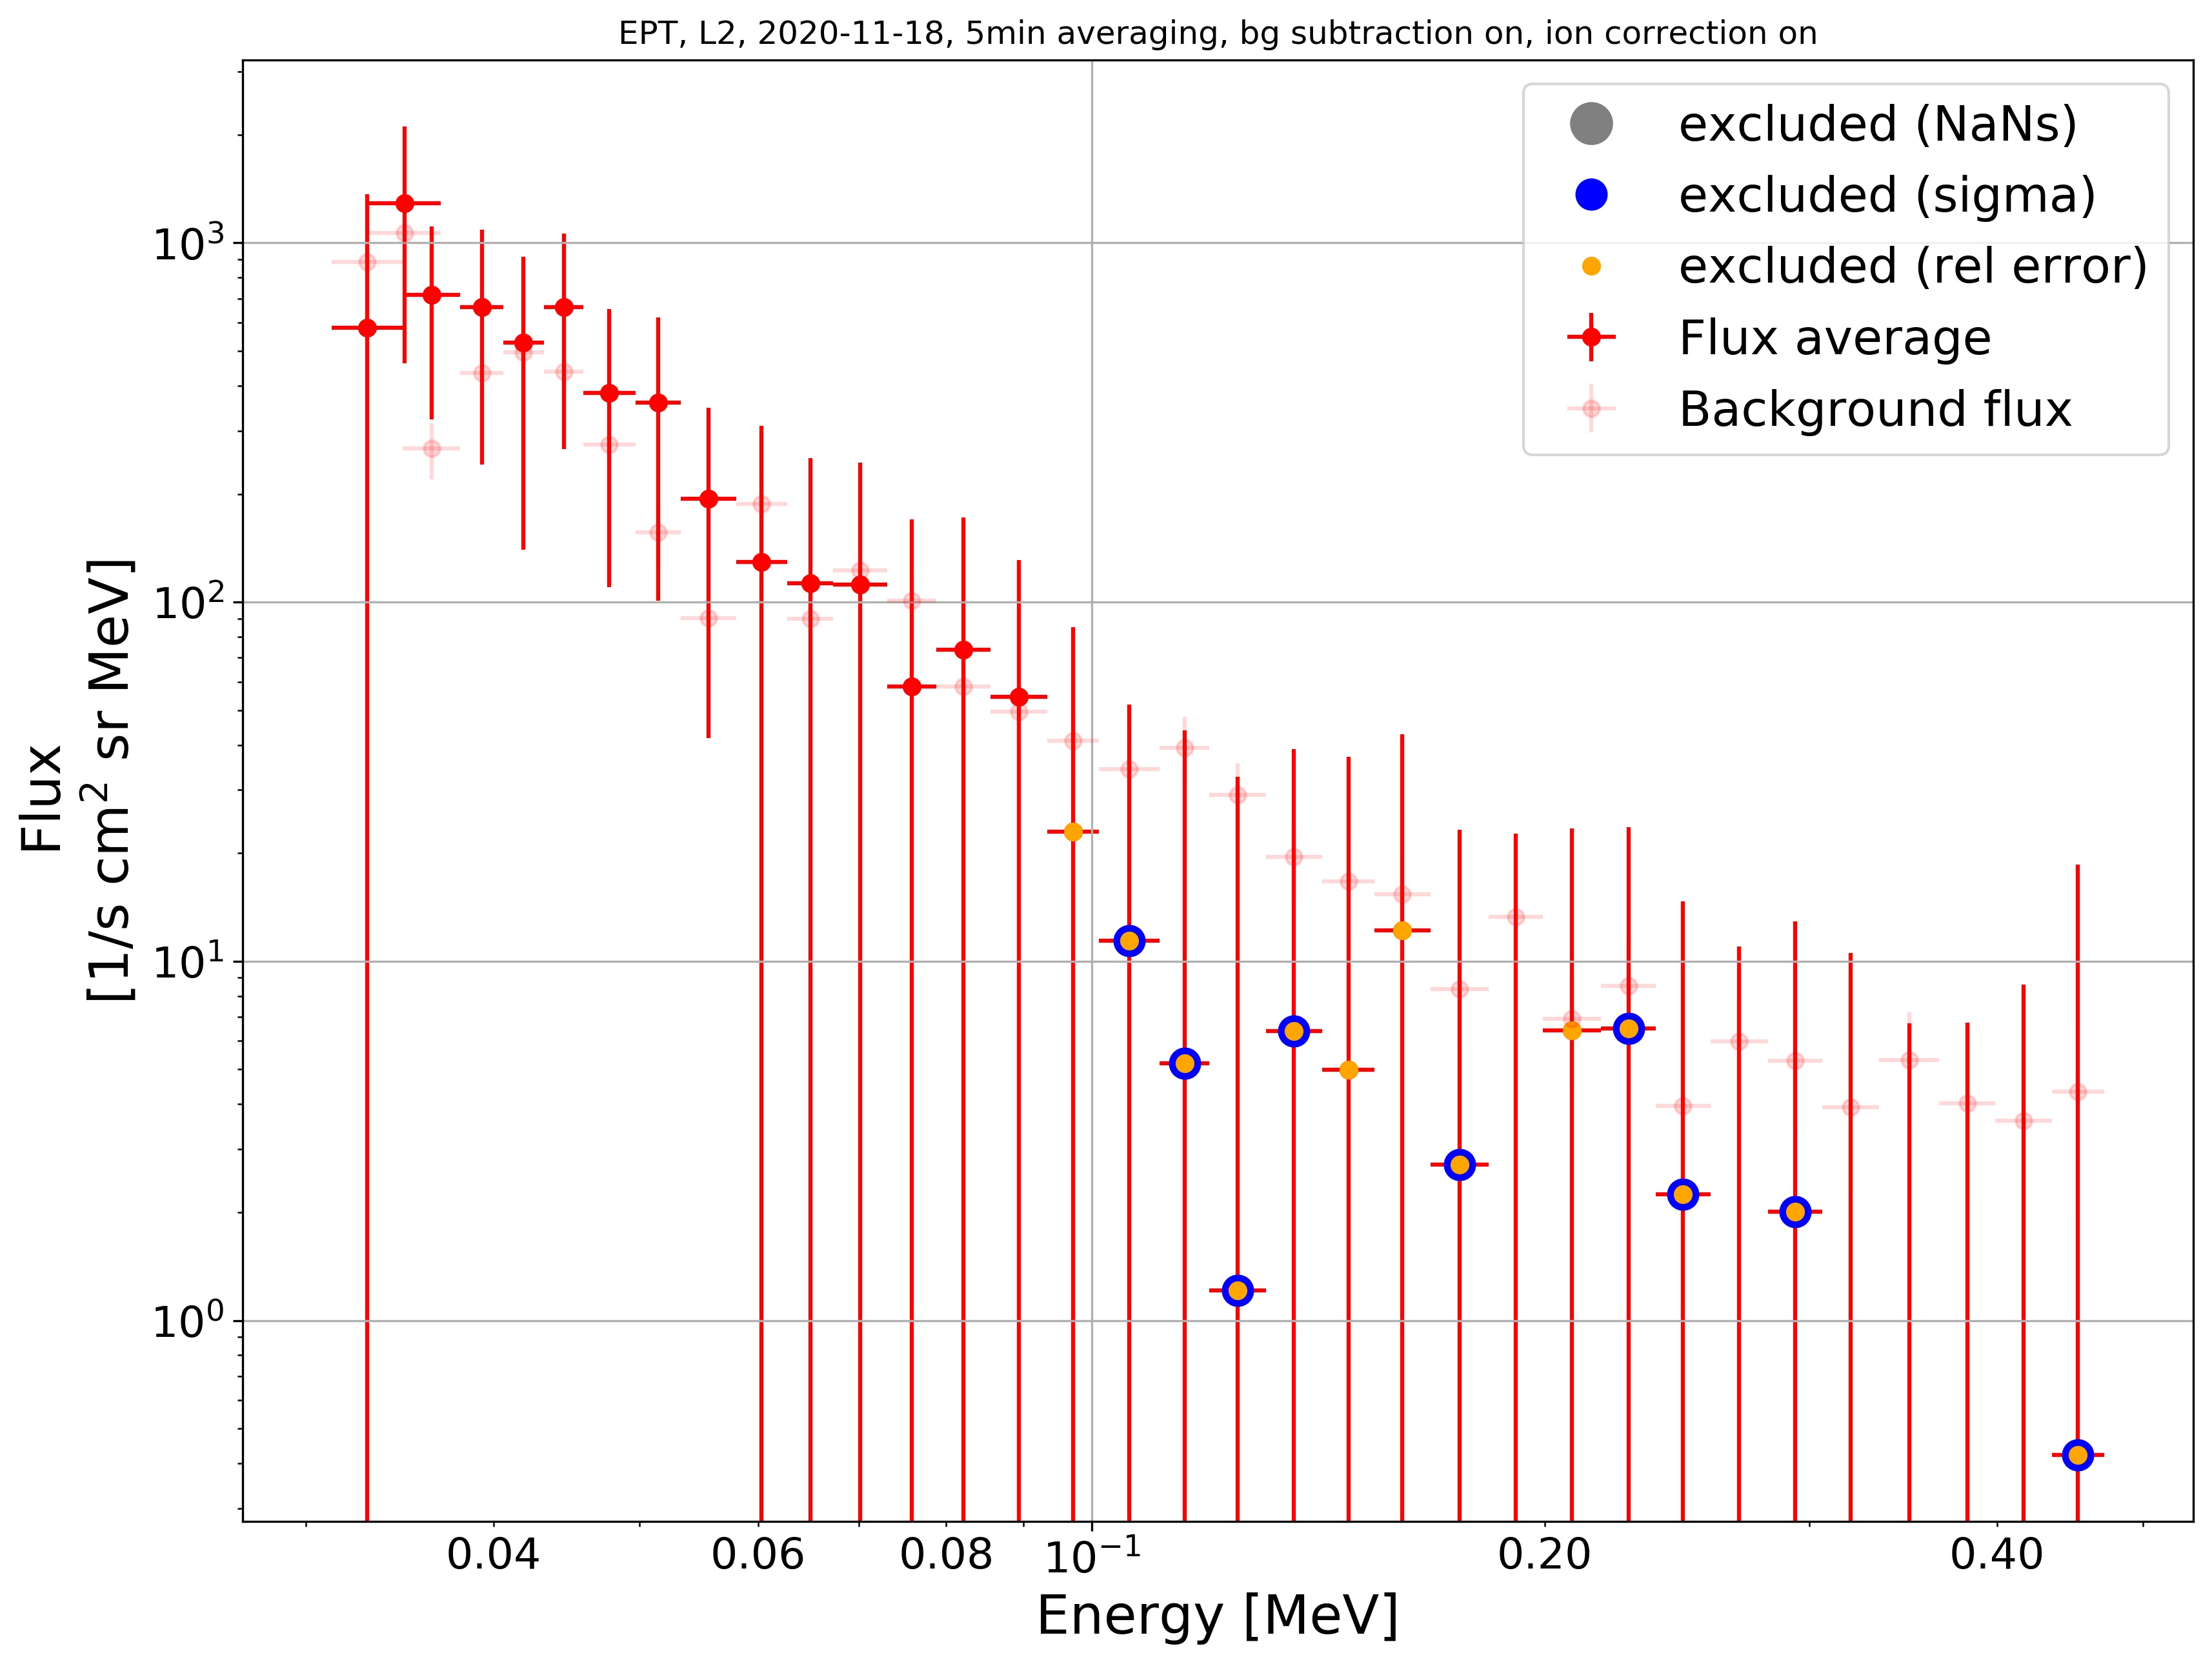 EPT, L2, 2020-11-18, 5min averaging, bg subtraction on, ion correction on
excluded (NaNs)
excluded (sigma)
excluded (rel error)
Flux average
Background flux
10³
10²
10¹
10⁰
Flux
[1/s cm² sr MeV]
0.04 0.06 0.08 10⁻¹ 0.20 0.40
Energy [MeV]